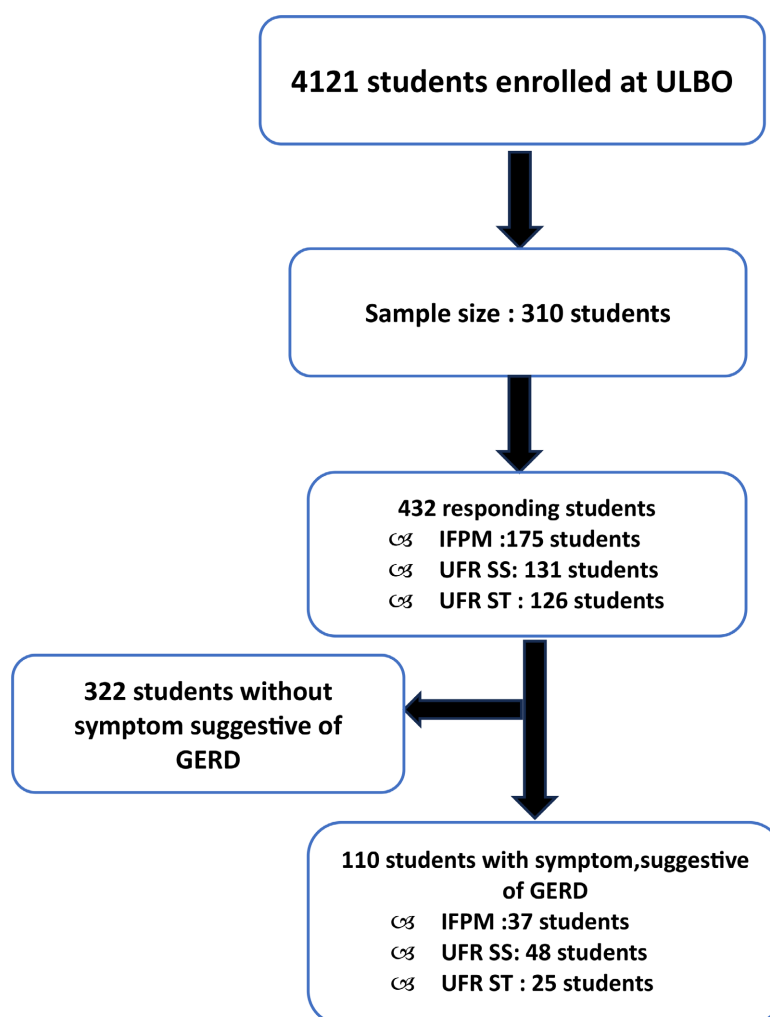 4121 students enrolled at ULBO
Sample size : 310 students
432 responding students
IFPM :175 students
UFR SS: 131 students
UFR ST : 126 students
322 students without
symptom suggestive of
GERD
110 students with symptom,suggestive
of GERD
IFPM :37 students
UFR SS: 48 students
UFR ST : 25 students